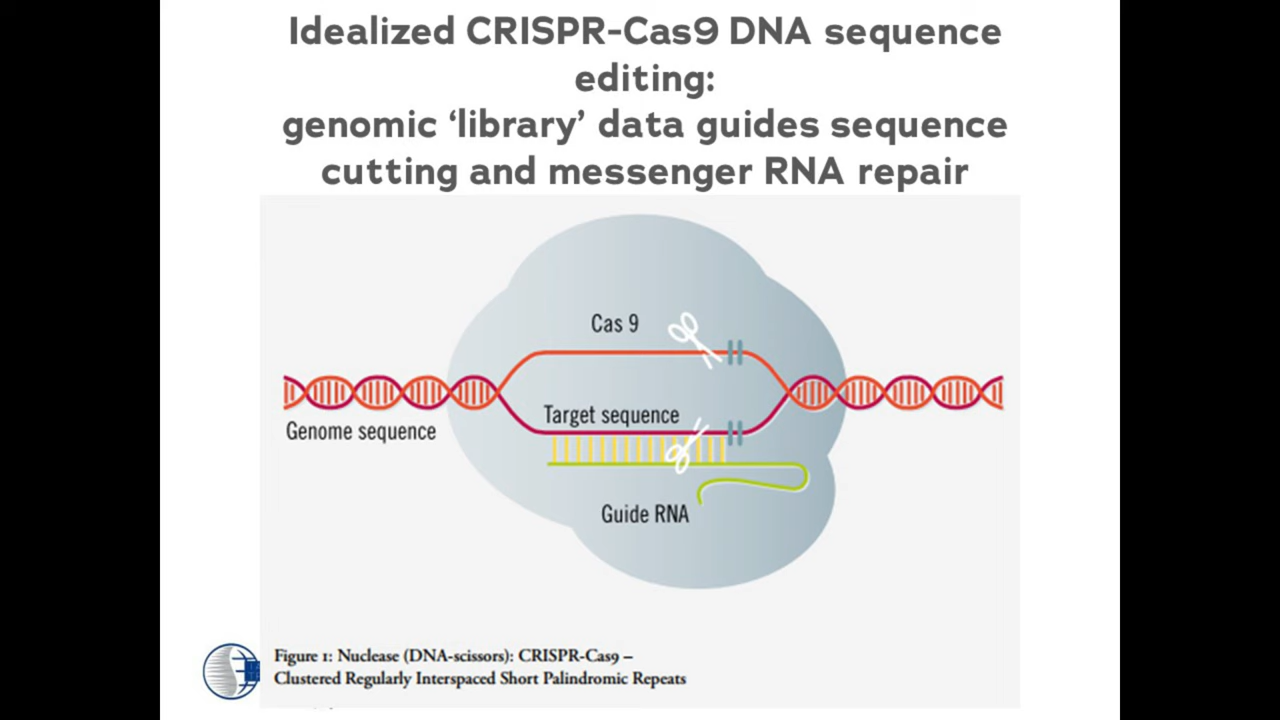 Idealized CRISPR-Cas9 DNA sequence
editing:
genomic ‘library’ data guides sequence
cutting and messenger RNA repair
Cas 9
Target sequence
Genome sequence
Guide RNA
Figure 1: Nuclease (DNA-scissors): CRISPR-Cas9 –
Clustered Regularly Interspaced Short Palindromic Repeats